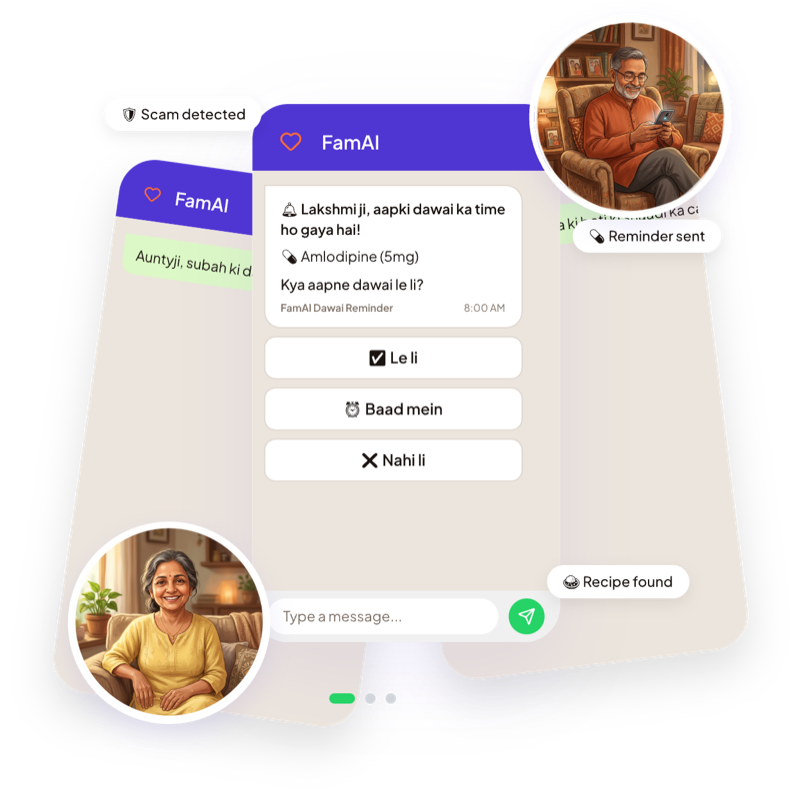 Scam detected
FamAI
FamAI
Auntyji, subah ki d
🔔 Lakshmi ji, aapki dawai ka time
ho gaya hai!
💊 Amlodipine (5mg)
Kya aapne dawai le li?
FamAI Dawai Reminder 8:00 AM
☑ Le li
⏰ Baad mein
❌ Nahi li
💊 Reminder sent
Recipe found
Type a message...